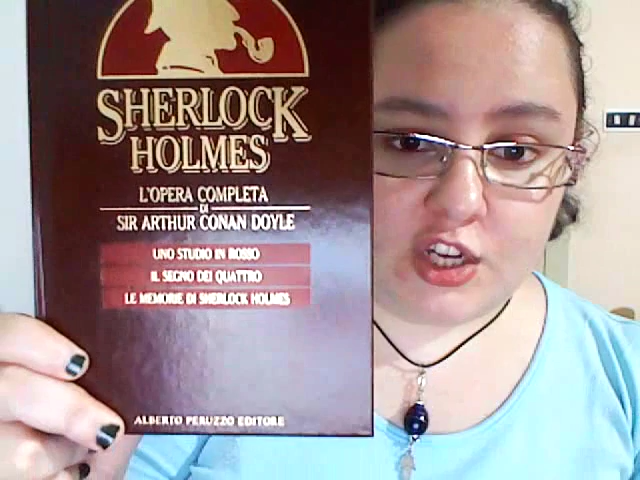 SHERLOCK
HOLMES
L'OPERA COMPLETA
DI
SIR ARTHUR CONAN DOYLE
UNO STUDIO IN ROSSO
IL SEGNO DEI QUATTRO
LE MEMORIE DI SHERLOCK HOLMES
ALBERTO PERUZZO EDITORE